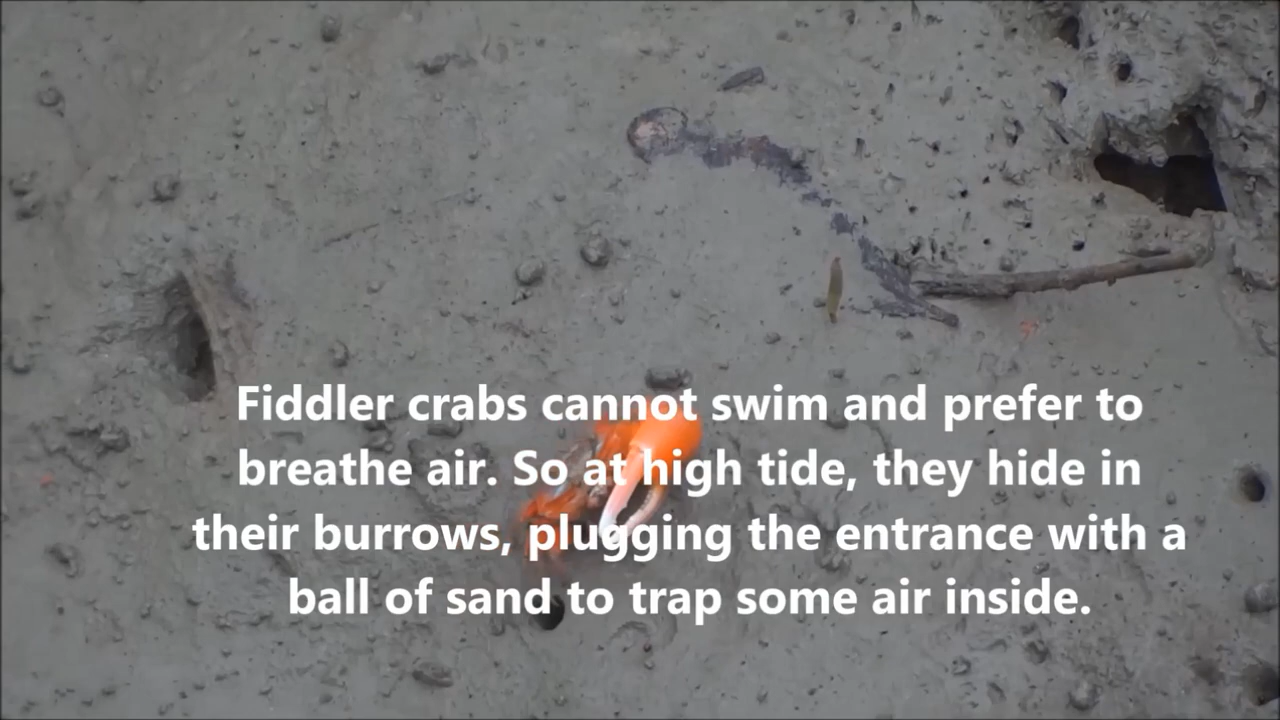 Fiddler crabs cannot swim and prefer to
breathe air. So at high tide, they hide in
their burrows, plugging the entrance with a
ball of sand to trap some air inside.